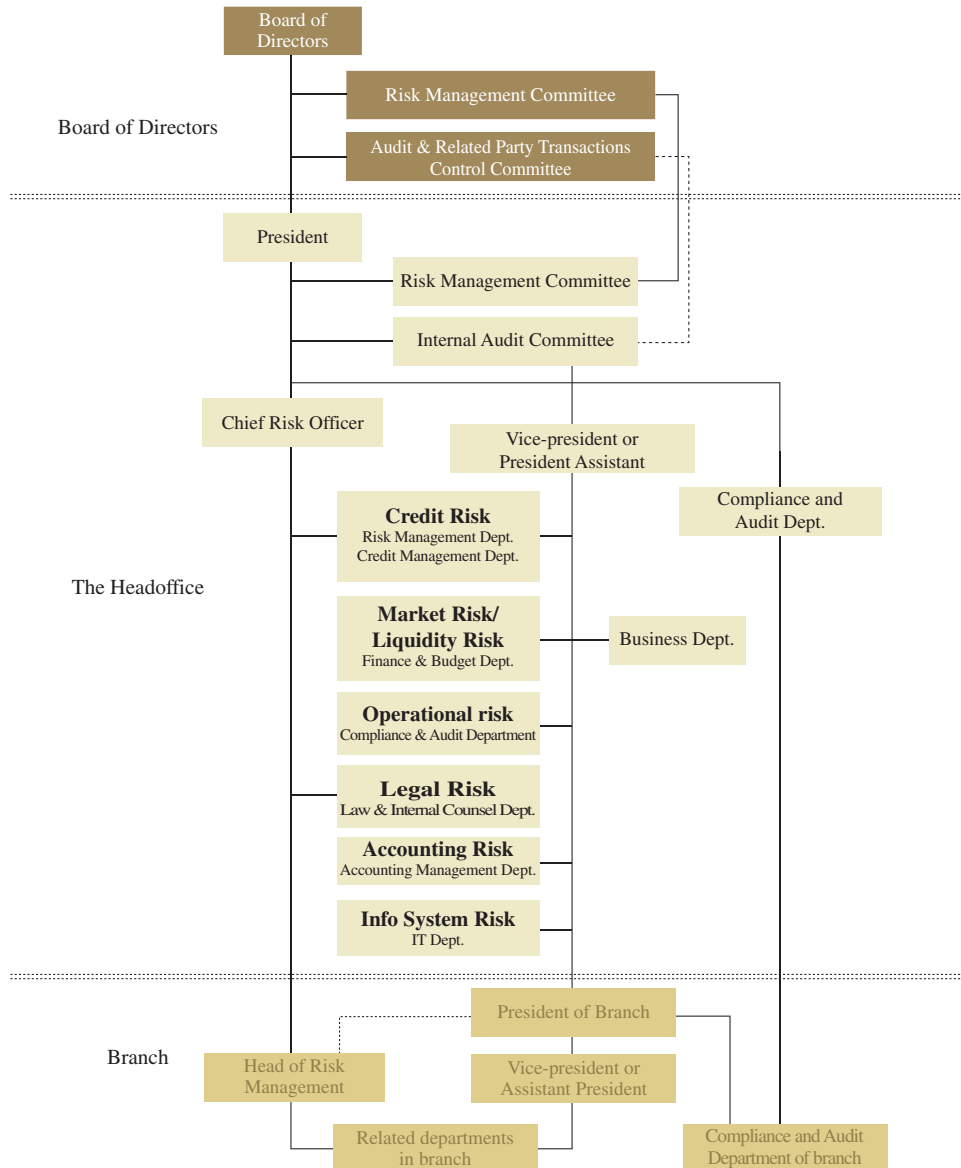 Board of
Directors
Risk Management Committee
Board of Directors
Audit & Related Party Transactions
Control Committee
President
Risk Management Committee
Internal Audit Committee
Chief Risk Officer
Vice-president or
President Assistant
Compliance and
Audit Dept.
Credit Risk
Risk Management Dept.
Credit Management Dept.
The Headoffice
Market Risk/
Liquidity Risk
Finance & Budget Dept.
Business Dept.
Operational risk
Compliance & Audit Department
Legal Risk
Law & Internal Counsel Dept.
Accounting Risk
Accounting Management Dept.
Info System Risk
IT Dept.
President of Branch
Branch
Head of Risk
Management
Vice-president or
Assistant President
Related departments
in branch
Compliance and Audit
Department of branch